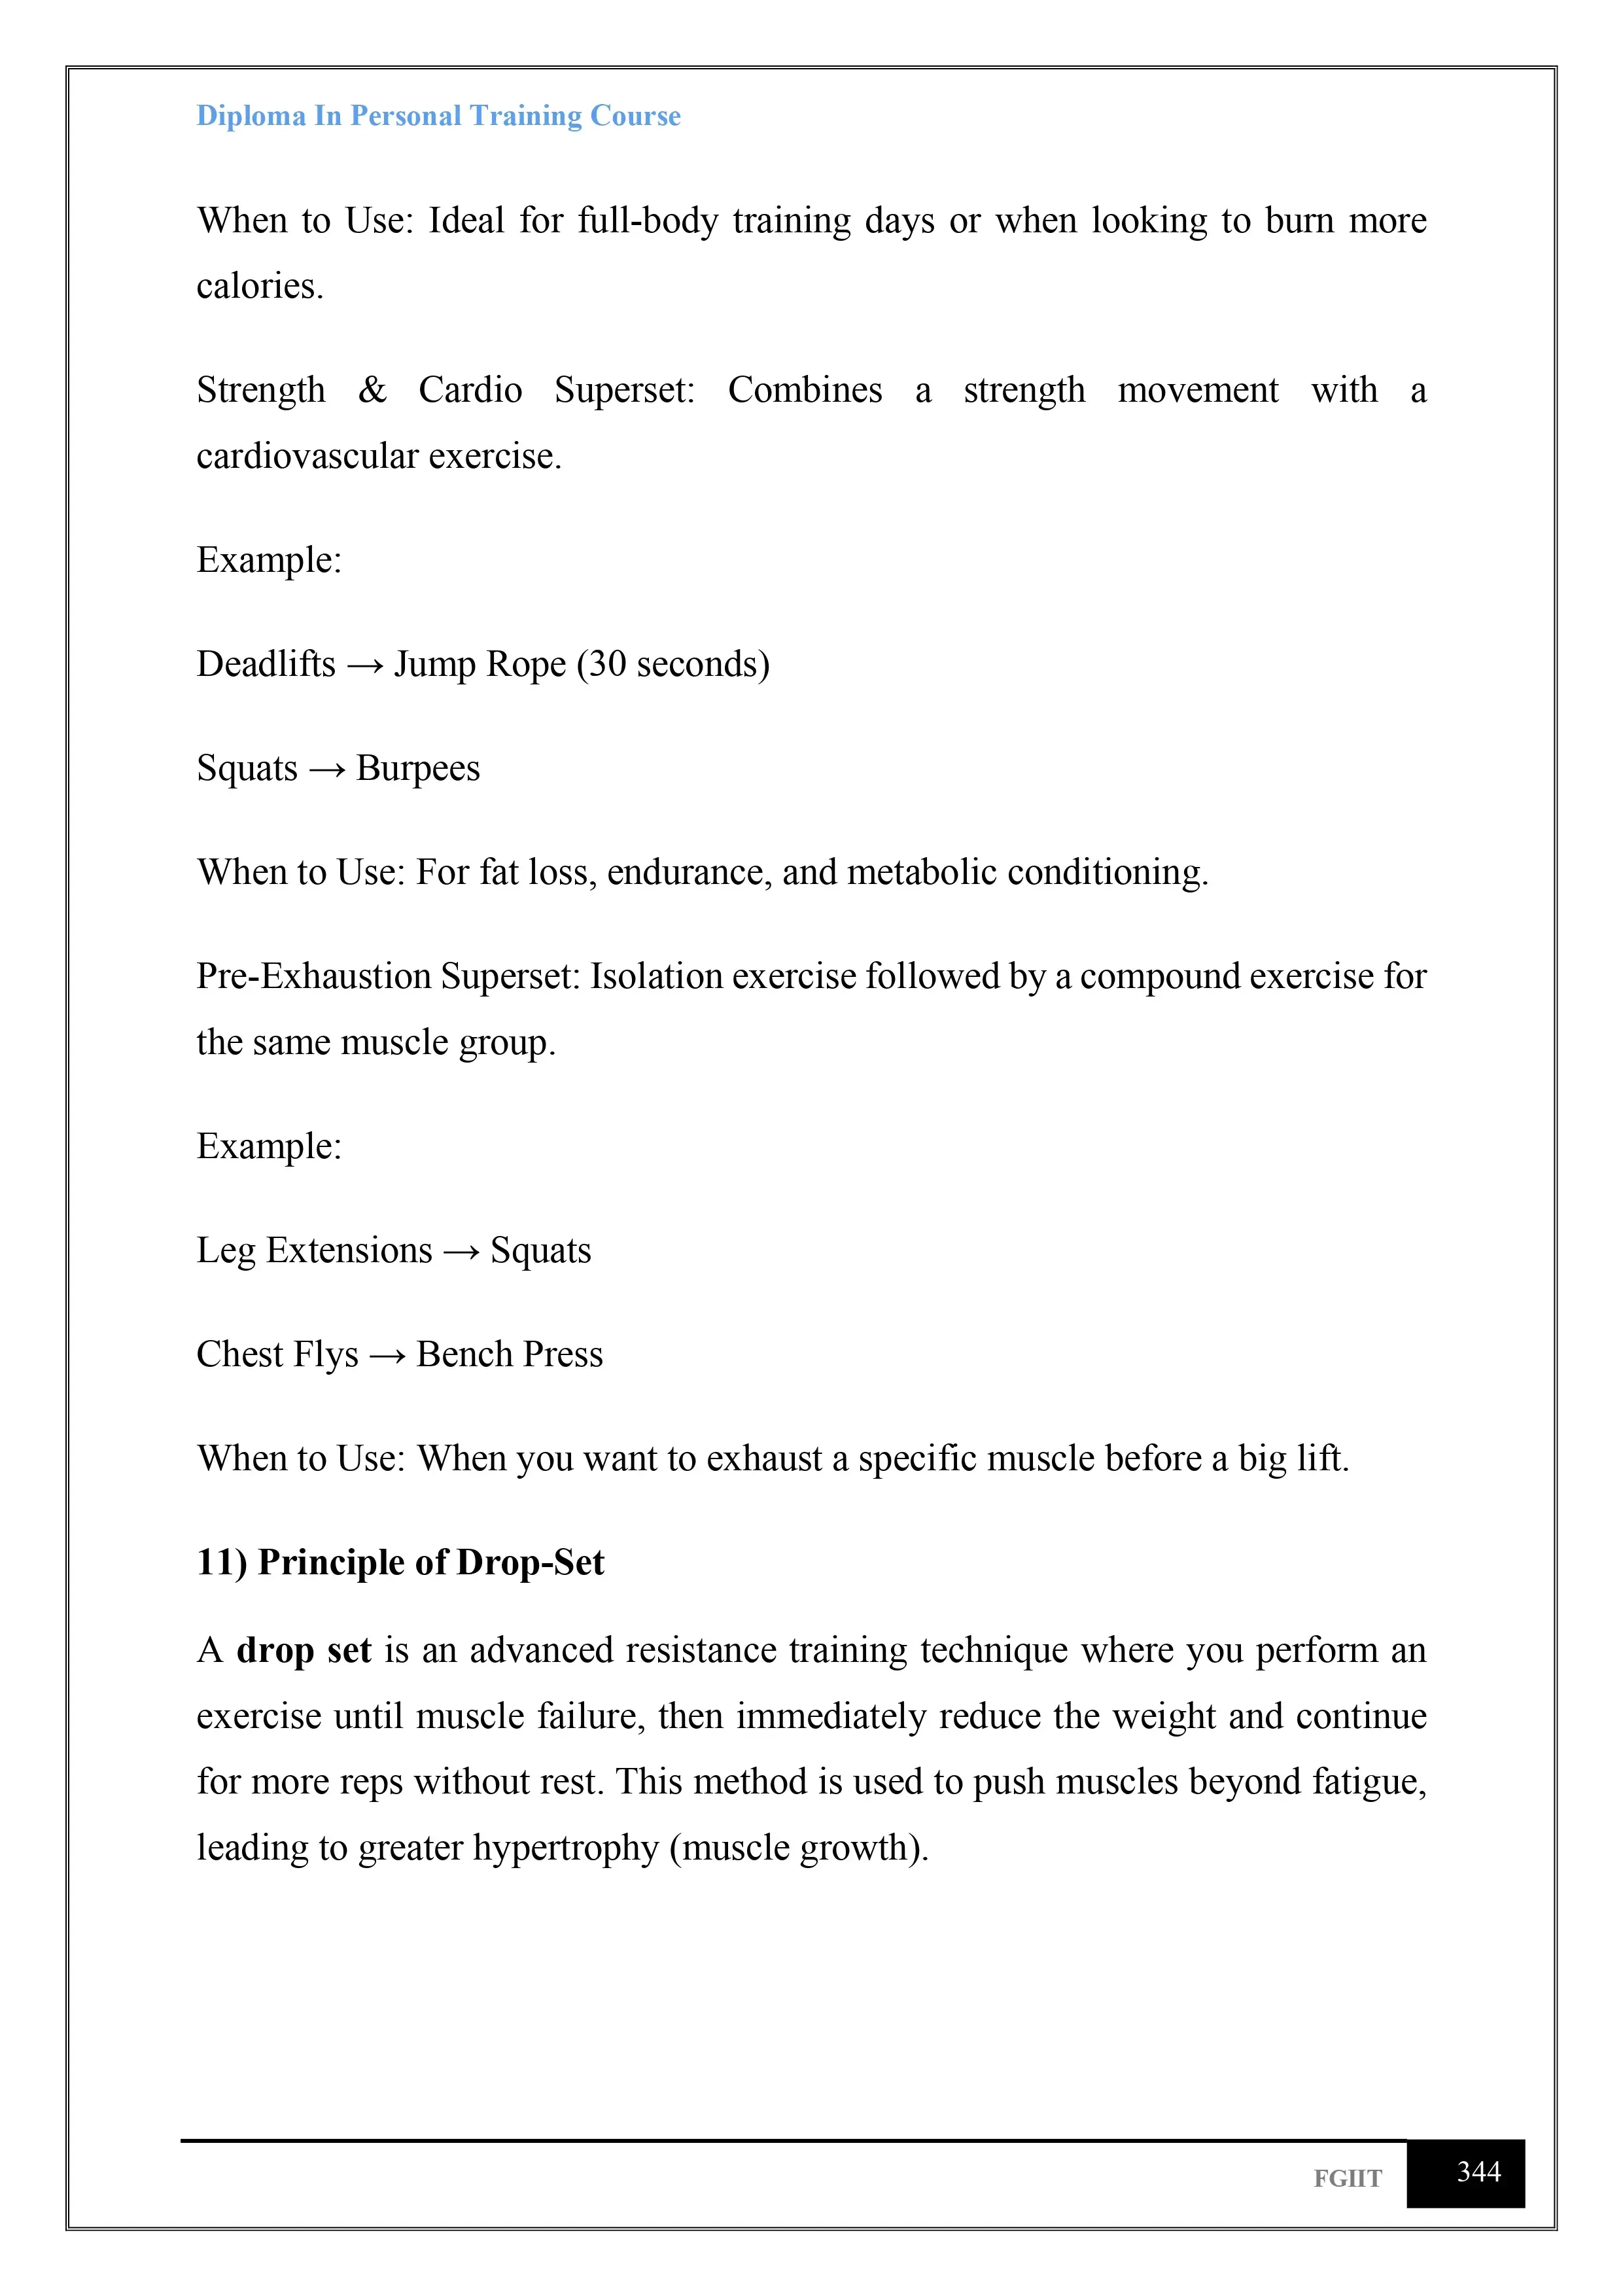 Diploma In Personal Training Course
When to Use: Ideal for full-body training days or when looking to burn more
calories.
Strength & Cardio Superset: Combines a strength movement with a
cardiovascular exercise.
Example:
Deadlifts → Jump Rope (30 seconds)
Squats → Burpees
When to Use: For fat loss, endurance, and metabolic conditioning.
Pre-Exhaustion Superset: Isolation exercise followed by a compound exercise for
the same muscle group.
Example:
Leg Extensions → Squats
Chest Flys → Bench Press
When to Use: When you want to exhaust a specific muscle before a big lift.
11) Principle of Drop-Set
A drop set is an advanced resistance training technique where you perform an
exercise until muscle failure, then immediately reduce the weight and continue
for more reps without rest. This method is used to push muscles beyond fatigue,
leading to greater hypertrophy (muscle growth).
FGIIT 344